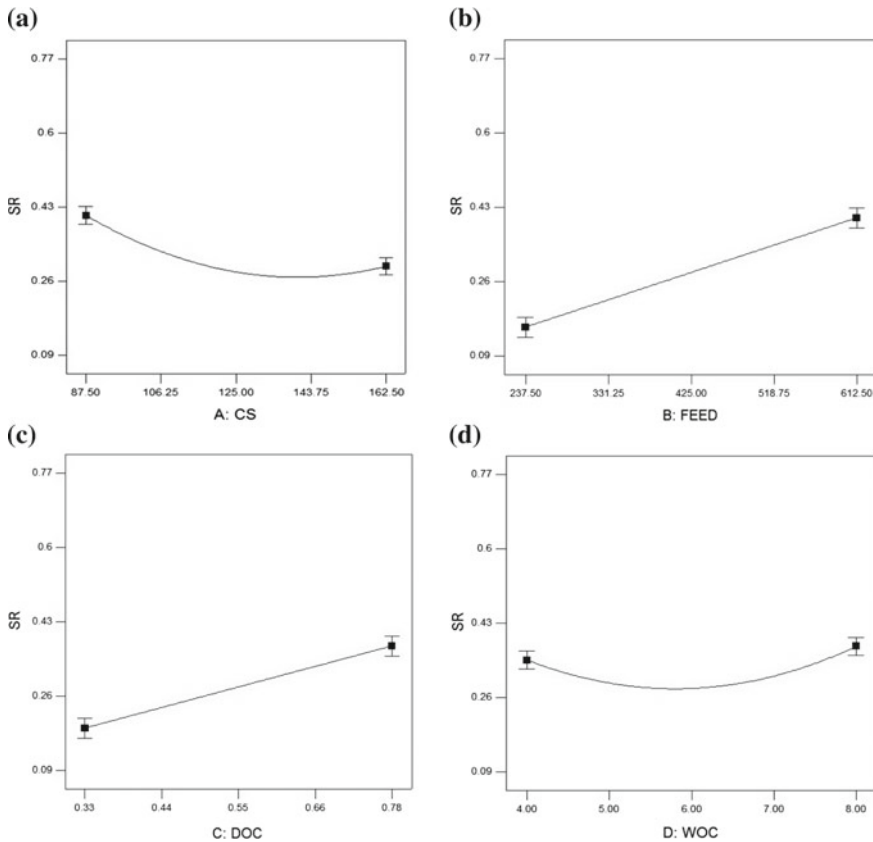 (a)
0.77
0.6
0.43
0.26
0.09
SR
87.50 106.25 125.00 143.75 162.50
A: CS
(b)
0.77
0.6
0.43
0.26
0.09
SR
237.50 331.25 425.00 518.75 612.50
B: FEED
(c)
0.77
0.6
0.43
0.26
0.09
SR
0.33 0.44 0.55 0.66 0.78
C: DOC
(d)
0.77
0.6
0.43
0.26
0.09
SR
4.00 5.00 6.00 7.00 8.00
D: WOC